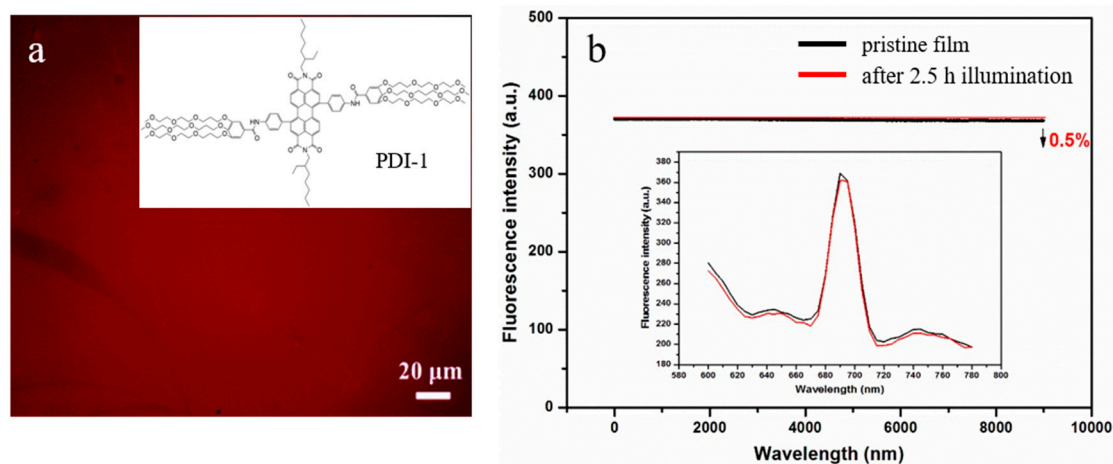 a
PDI-1
20 μm
b
pristine film
after 2.5 h illumination
0.5%
Fluorescence intensity (a.u.)
500
400
300
200
100
0
0 2000 4000 6000 8000 10000
Wavelength (nm)
Fluorescence intensity (a.u.)
380
360
340
320
300
280
260
240
220
200
180
580 600 620 640 660 680 700 720 740 760 780 800
Wavelength (nm)